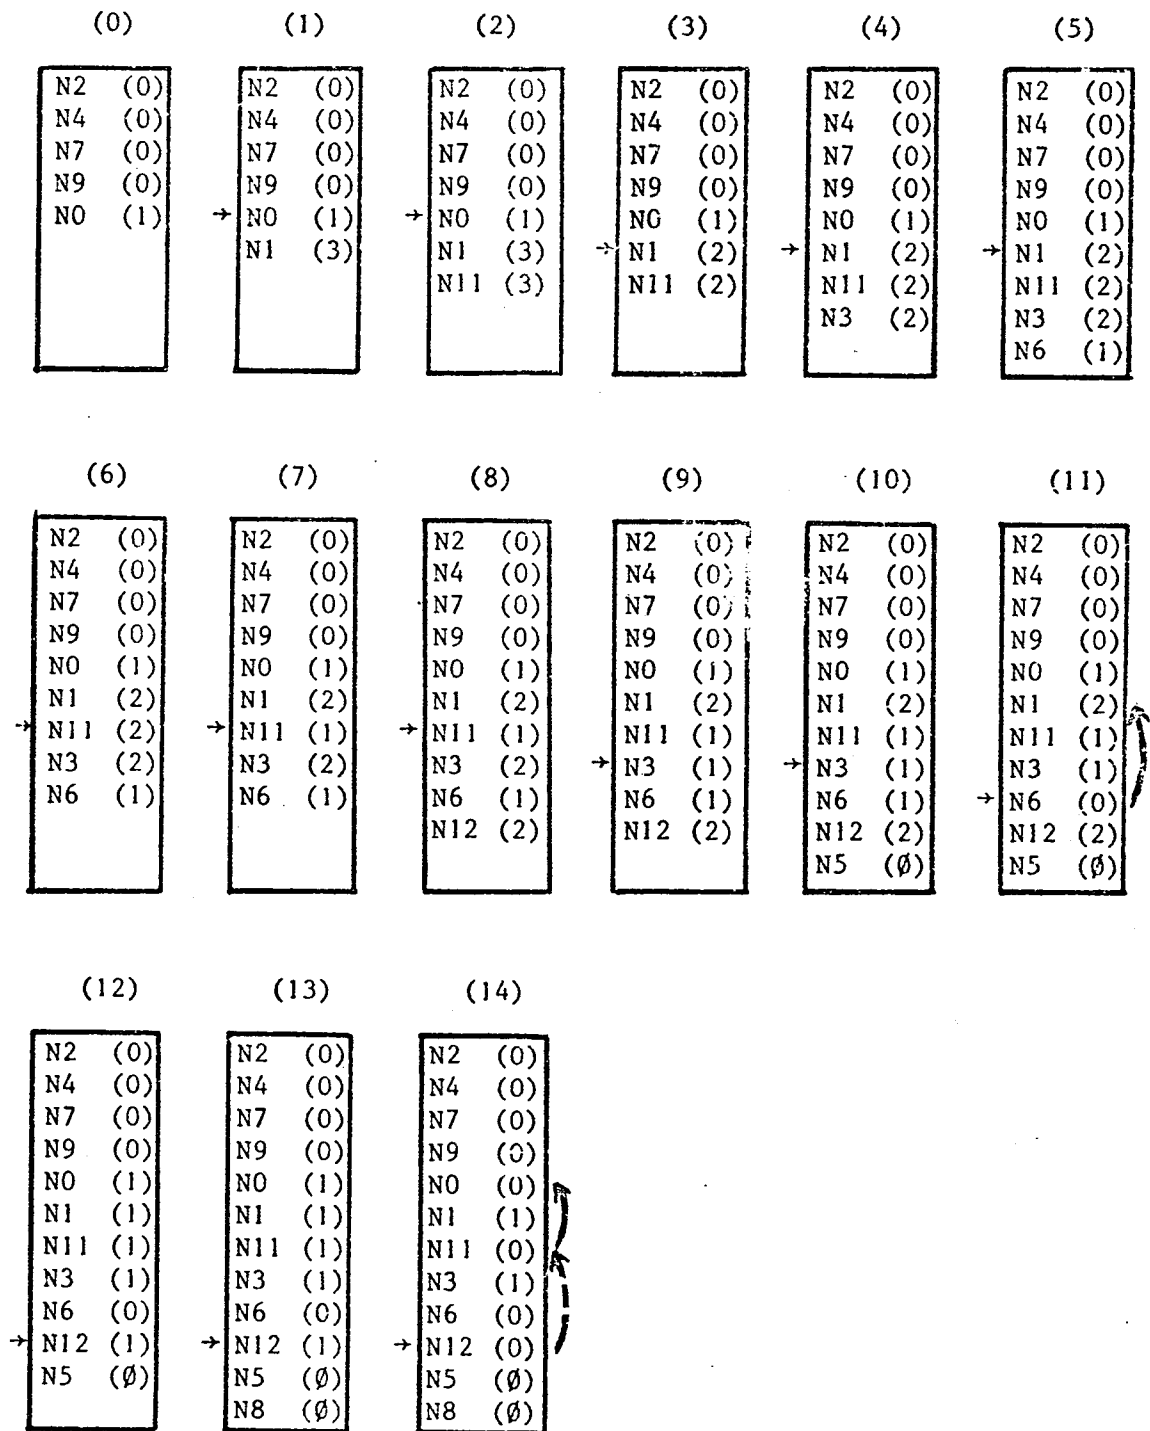 (0) (1) (2) (3) (4) (5)
N2 (0) N2 (0) N2 (0) N2 (0) N2 (0) N2 (0)
N4 (0) N4 (0) N4 (0) N4 (0) N4 (0) N4 (0)
N7 (0) N7 (0) N7 (0) N7 (0) N7 (0) N7 (0)
N9 (0) N9 (0) N9 (0) N9 (0) N9 (0) N9 (0)
N0 (1) → N0 (1) → N0 (1) N0 (1) N0 (1) N0 (1)
N1 (3) N1 (3) → N1 (2) → N1 (2) → N1 (2)
N11 (3) N11 (2) N11 (2) N11 (2)
N3 (2) N3 (2)
N6 (1)
(6) (7) (8) (9) (10) (11)
N2 (0) N2 (0) N2 (0) N2 (0) N2 (0) N2 (0)
N4 (0) N4 (0) N4 (0) N4 (0) N4 (0) N4 (0)
N7 (0) N7 (0) N7 (0) N7 (0) N7 (0) N7 (0)
N9 (0) N9 (0) N9 (0) N9 (0) N9 (0) N9 (0)
N0 (1) N0 (1) N0 (1) N0 (1) N0 (1) N0 (1)
N1 (2) N1 (2) N1 (2) N1 (2) N1 (2) N1 (2)
→ N11 (2) → N11 (1) → N11 (1) N11 (1) N11 (1) N11 (1)
N3 (2) N3 (2) N3 (2) → N3 (1) → N3 (1) N3 (1)
N6 (1) N6 (1) N6 (1) N6 (1) N6 (1) → N6 (0)
N12 (2) N12 (2) N12 (2) N12 (2)
N5 (Ø) N5 (Ø)
(12) (13) (14)
N2 (0) N2 (0) N2 (0)
N4 (0) N4 (0) N4 (0)
N7 (0) N7 (0) N7 (0)
N9 (0) N9 (0) N9 (0)
N0 (1) N0 (1) N0 (0)
N1 (1) N1 (1) N1 (1)
N11 (1) N11 (1) N11 (0)
N3 (1) N3 (1) N3 (1)
N6 (0) N6 (0) N6 (0)
→ N12 (1) → N12 (1) → N12 (0)
N5 (Ø) N5 (Ø) N5 (Ø)
N8 (Ø) N8 (Ø)